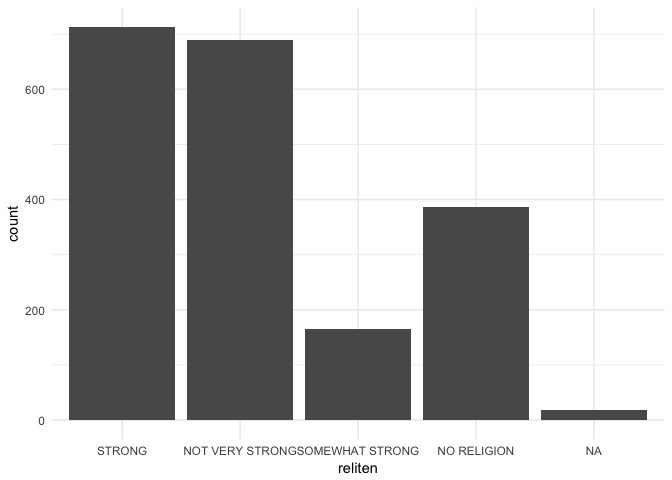 600
400
200
0
count
STRONG NOT VERY STRONG SOMEWHAT STRONG NO RELIGION NA
reliten